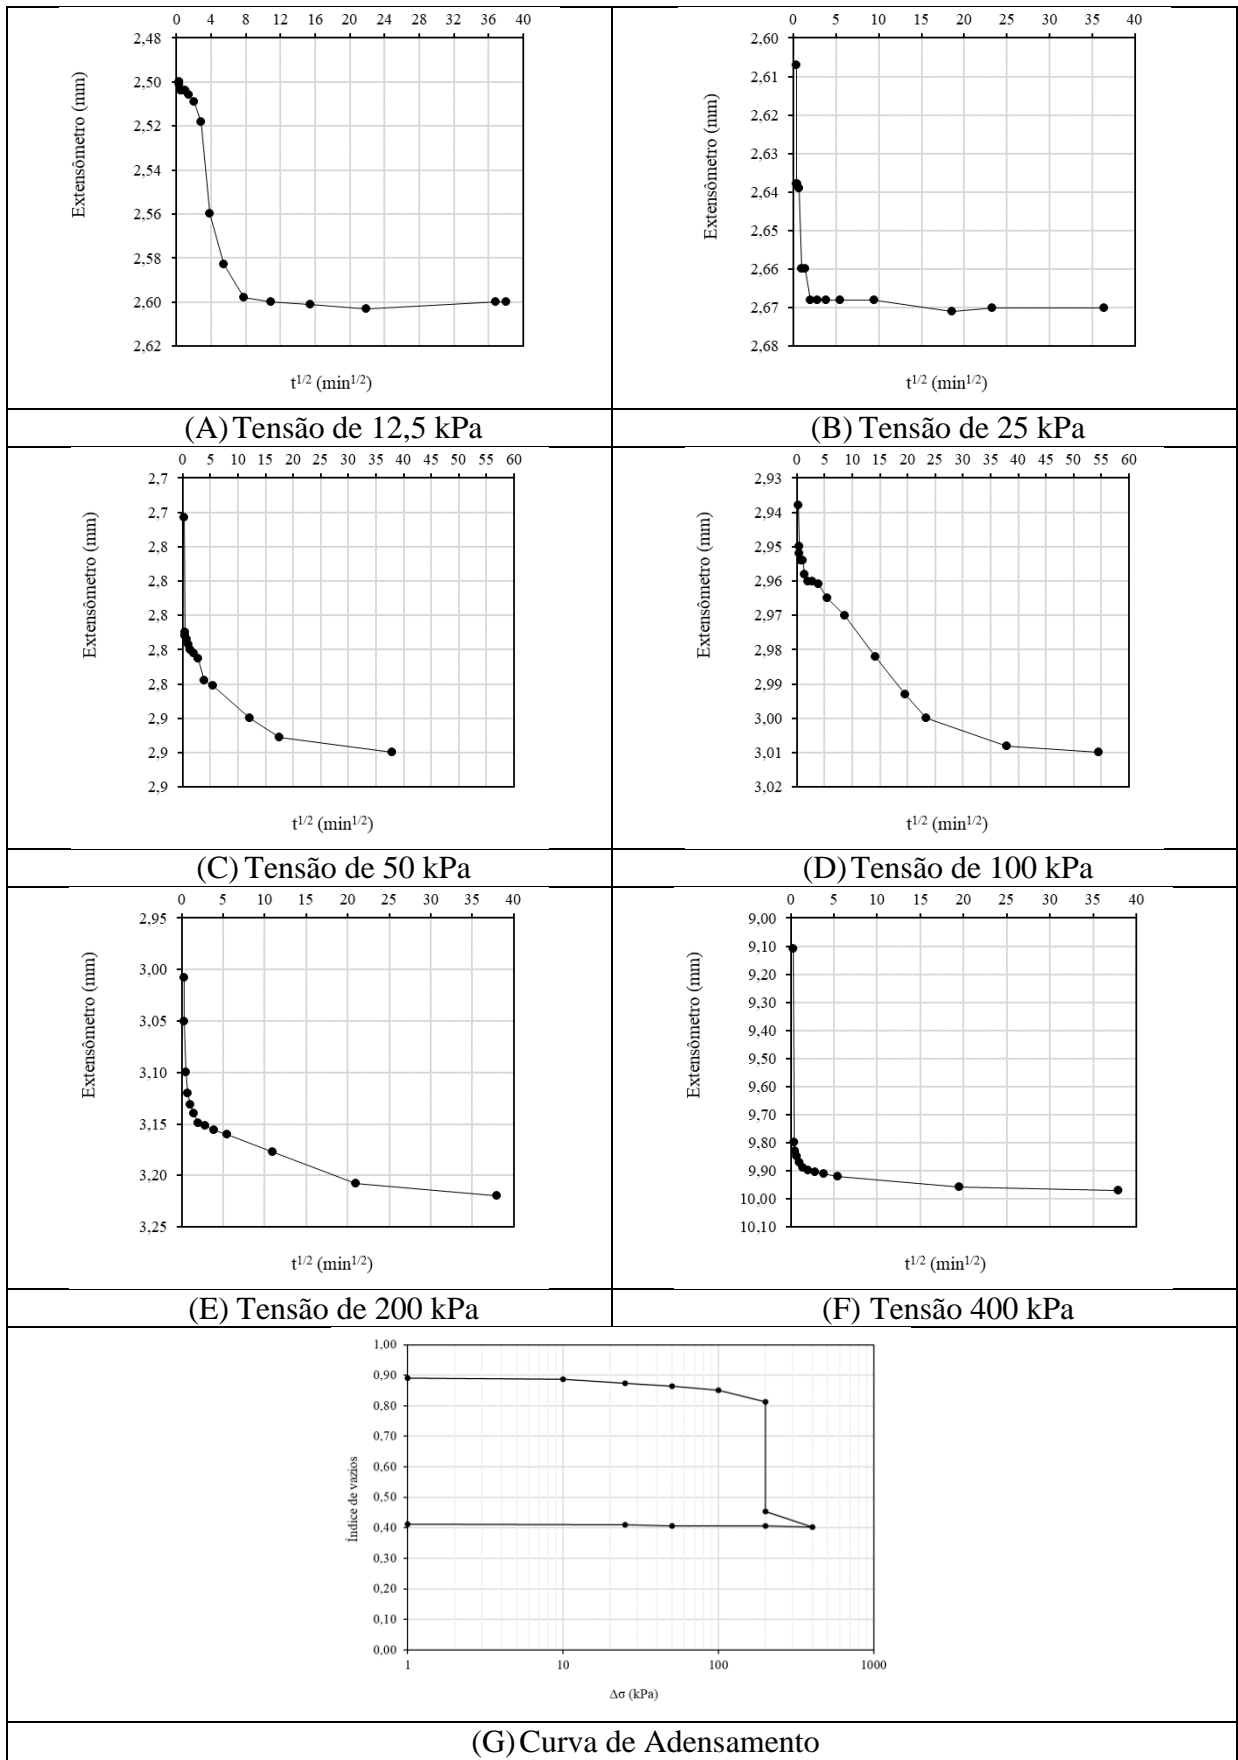 0 4 8 12 16 20 24 28 32 36 40
2,48
2,50
2,52
2,54
2,56
2,58
2,60
2,62
Extensômetro (mm)
t1/2 (min1/2)
(A) Tensão de 12,5 kPa
0 5 10 15 20 25 30 35 40
2,60
2,61
2,62
2,63
2,64
2,65
2,66
2,67
2,68
Extensômetro (mm)
t1/2 (min1/2)
(B) Tensão de 25 kPa
0 5 10 15 20 25 30 35 40 45 50 55 60
2,7
2,7
2,8
2,8
2,8
2,8
2,8
2,9
2,9
2,9
Extensômetro (mm)
t1/2 (min1/2)
(C) Tensão de 50 kPa
0 5 10 15 20 25 30 35 40 45 50 55 60
2,93
2,94
2,95
2,96
2,97
2,98
2,99
3,00
3,01
3,02
Extensômetro (mm)
t1/2 (min1/2)
(D) Tensão de 100 kPa
0 5 10 15 20 25 30 35 40
2,95
3,00
3,05
3,10
3,15
3,20
3,25
Extensômetro (mm)
t1/2 (min1/2)
(E) Tensão de 200 kPa
0 5 10 15 20 25 30 35 40
9,00
9,10
9,20
9,30
9,40
9,50
9,60
9,70
9,80
9,90
10,00
10,10
Extensômetro (mm)
t1/2 (min1/2)
(F) Tensão 400 kPa
1,00
0,90
0,80
0,70
0,60
0,50
0,40
0,30
0,20
0,10
0,00
Índice de vazios
1 10 100 1000
Δσ (kPa)
(G) Curva de Adensamento